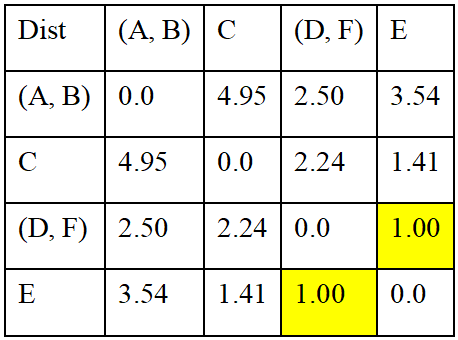 Dist (A, B) C (D, F) E
(A, B) 0.0 4.95 2.50 3.54
C 4.95 0.0 2.24 1.41
(D, F) 2.50 2.24 0.0 1.00
E 3.54 1.41 1.00 0.0